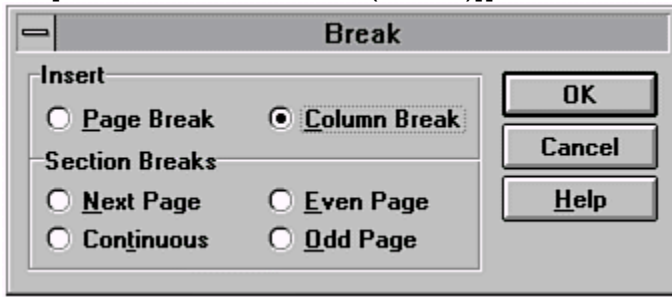 Break
Insert
Page Break Column Break
OK
Cancel
Section Breaks
Next Page Even Page
Help
Continuous Odd Page